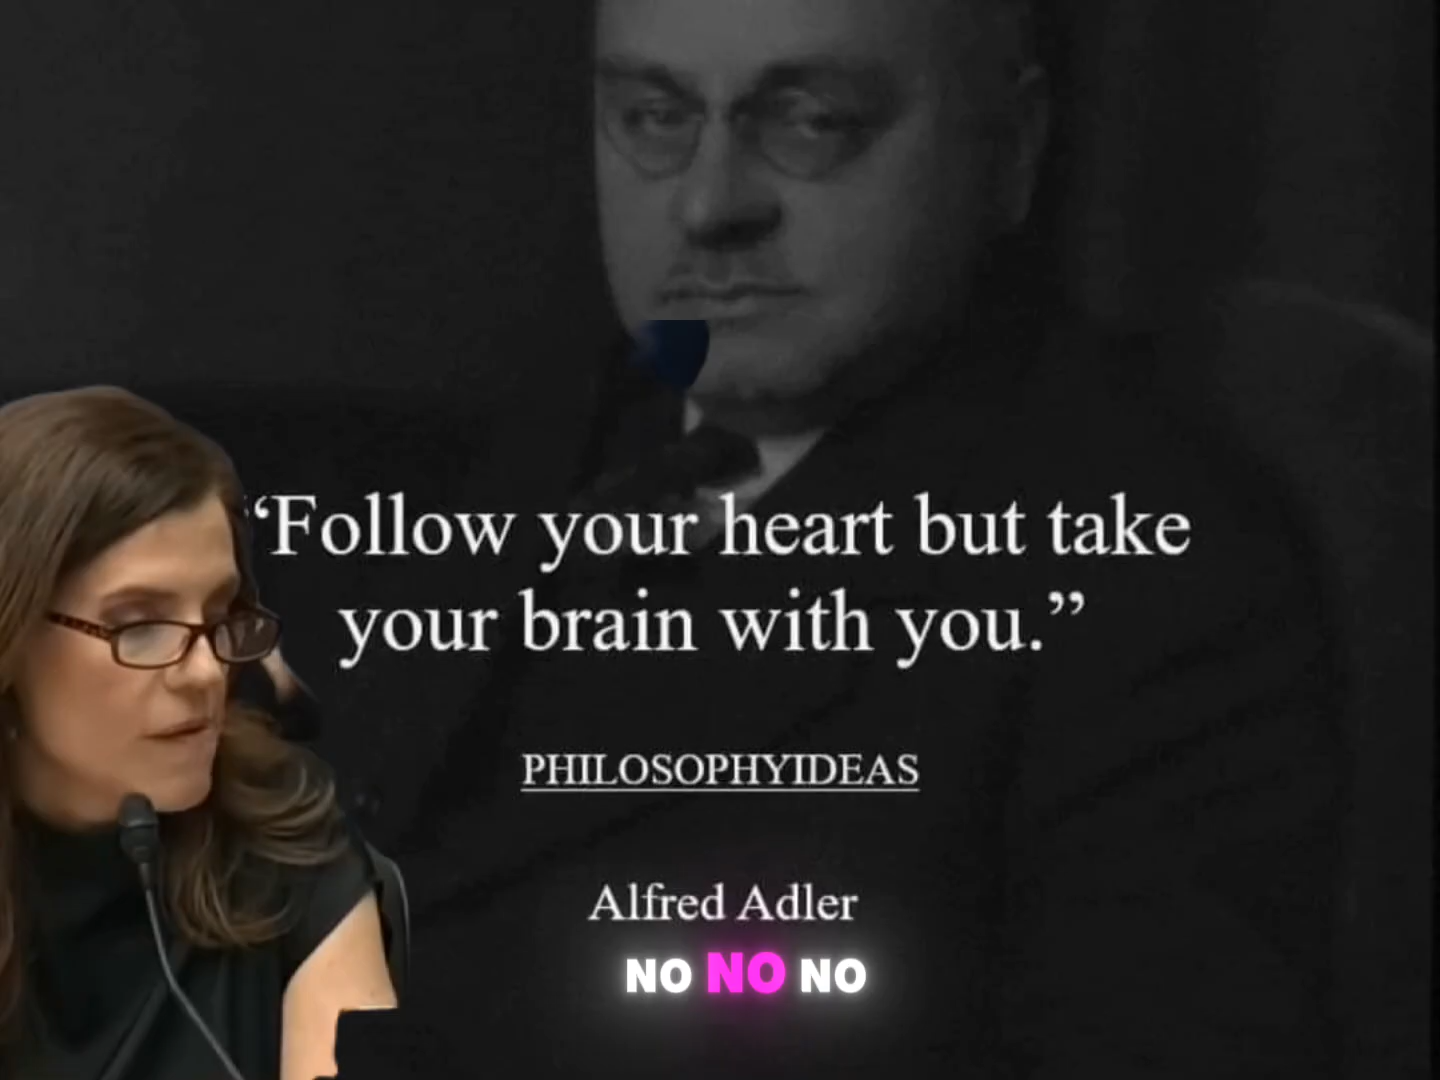 “Follow your heart but take
your brain with you.”
PHILOSOPHYIDEAS
Alfred Adler
NO NO NO